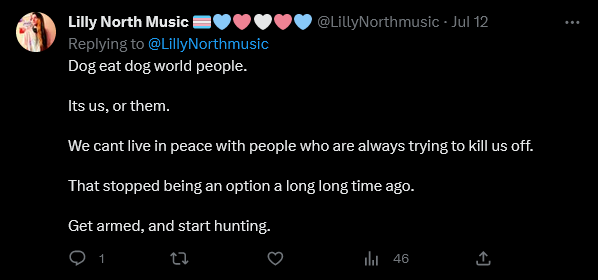 Lilly North Music 🏳️‍⚧️🩵🩷🤍🩷🩵 @LillyNorthmusic · Jul 12
Replying to @LillyNorthmusic
Dog eat dog world people.
Its us, or them.
We cant live in peace with people who are always trying to kill us off.
That stopped being an option a long long time ago.
Get armed, and start hunting.
1 46